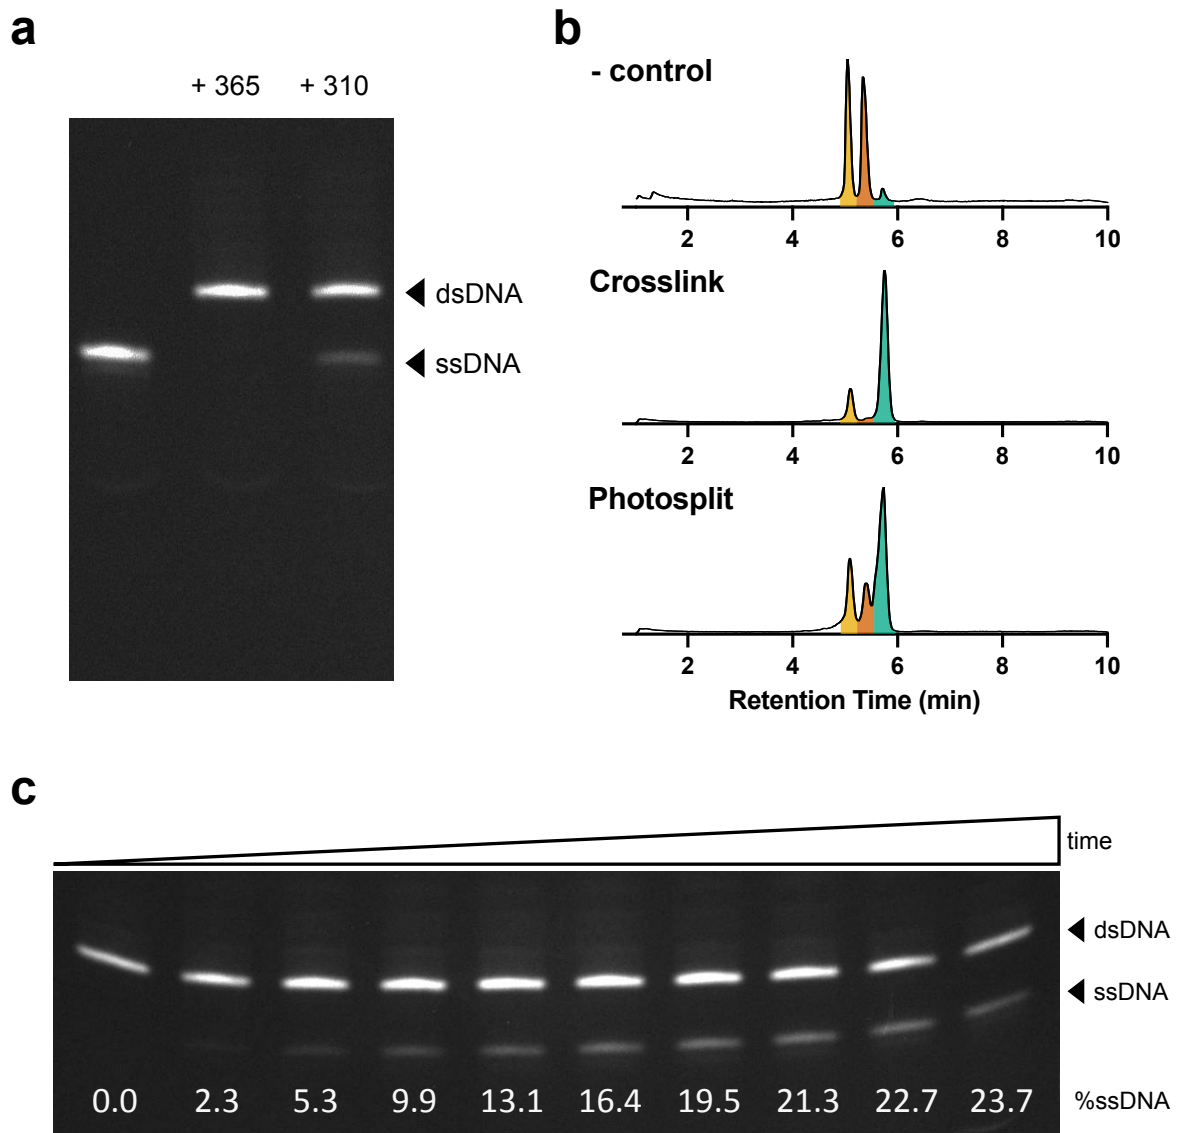 a
+ 365 + 310
dsDNA
ssDNA
b
- control
2 4 6 8 10
Crosslink
2 4 6 8 10
Photosplit
2 4 6 8 10
Retention Time (min)
c
time
dsDNA
ssDNA
0.0 2.3 5.3 9.9 13.1 16.4 19.5 21.3 22.7 23.7 %ssDNA